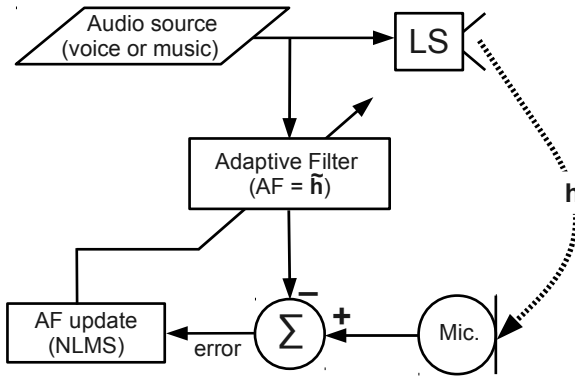 Audio source
(voice or music)
LS
Adaptive Filter
(AF = h̃)
h
AF update
(NLMS)
error
Σ
−
+
Mic.